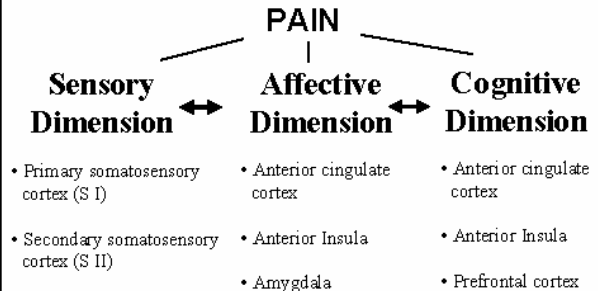 PAIN
Sensory
Dimension
Affective
Dimension
Cognitive
Dimension
• Primary somatosensory
cortex (S I)
• Secondary somatosensory
cortex (S II)
• Anterior cingulate
cortex
• Anterior Insula
• Amygdala
• Anterior cingulate
cortex
• Anterior Insula
• Prefrontal cortex